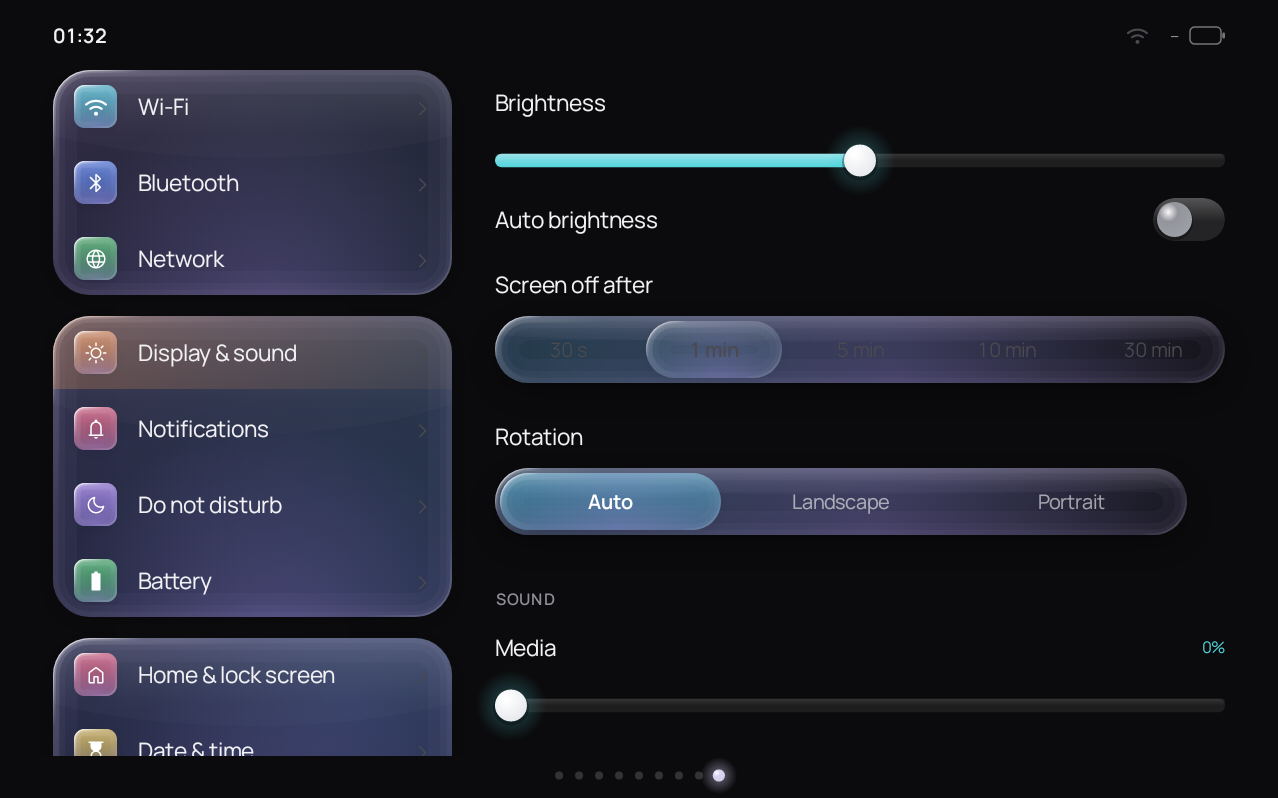 01:32
–
Wi-Fi
Bluetooth
Network
Display & sound
Notifications
Do not disturb
Battery
Home & lock screen
Date & time
Brightness
Auto brightness
Screen off after
30 s 1 min 5 min 10 min 30 min
Rotation
Auto Landscape Portrait
SOUND
Media 0%